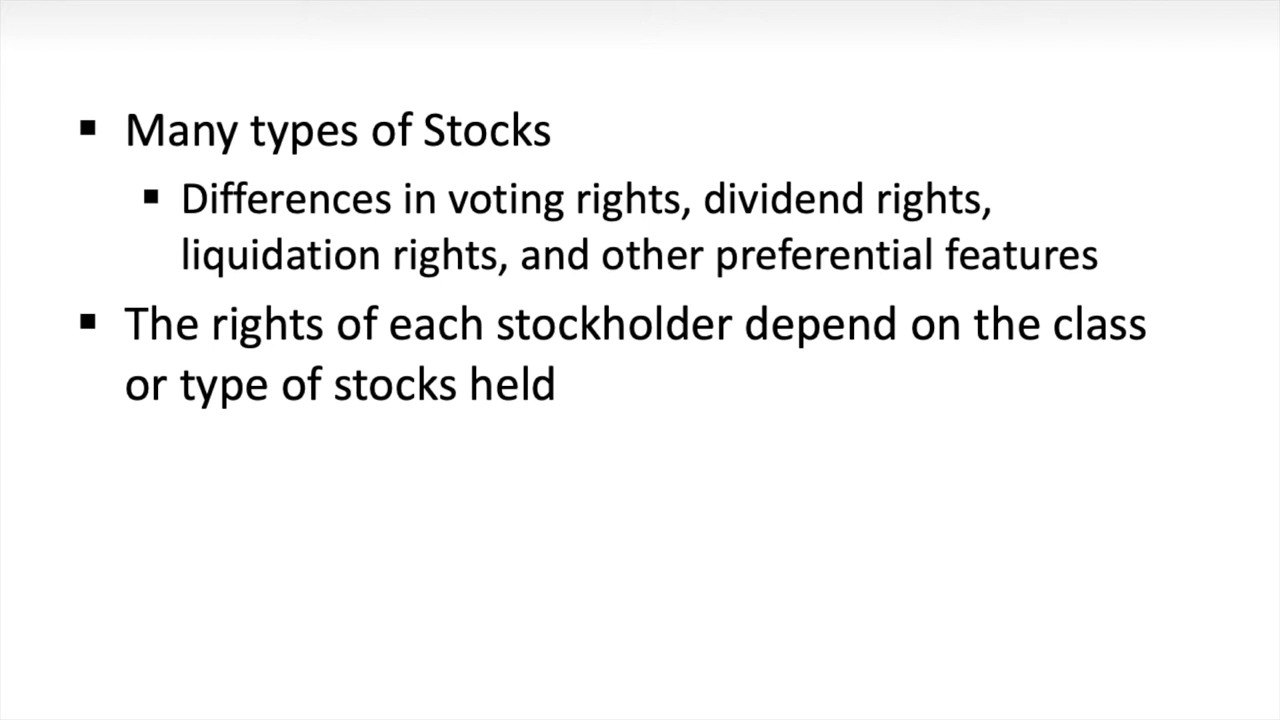 ▪ Many types of Stocks
▪ Differences in voting rights, dividend rights,
liquidation rights, and other preferential features
▪ The rights of each stockholder depend on the class
or type of stocks held